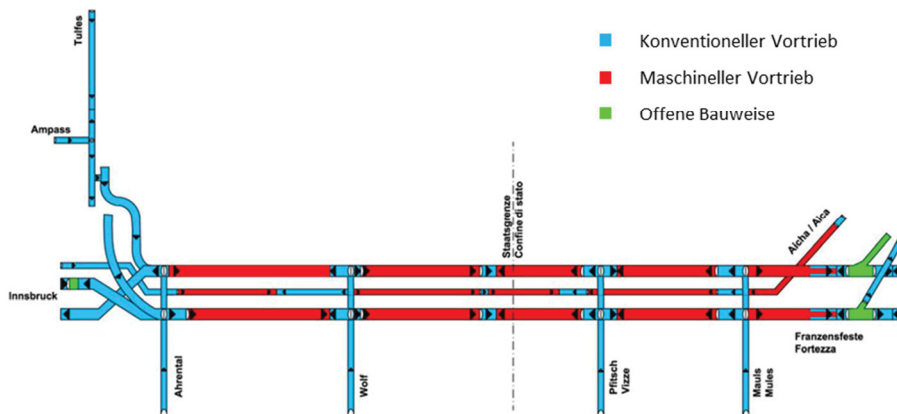 Tulfes
Konventioneller Vortrieb
Maschineller Vortrieb
Offene Bauweise
Ampass
Staatsgrenze
Confine di stato
Aicha / Aica
Innsbruck
Franzensfeste
Fortezza
Ahrental
Wolf
Pfitsch
Vizze
Mauls
Mules